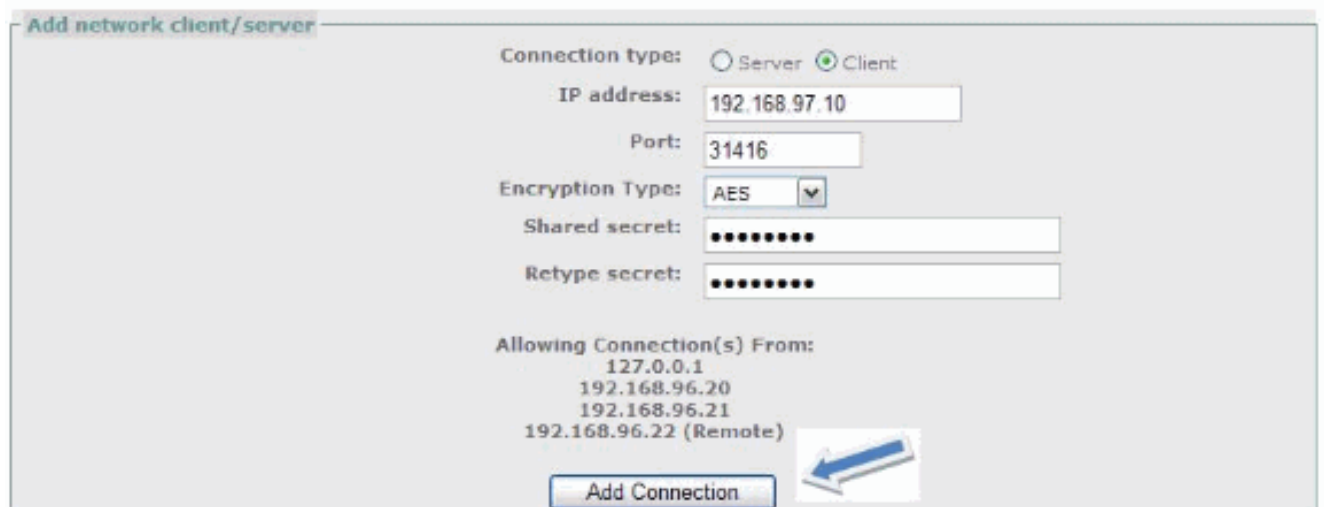 Add network client/server
Connection type: Server Client
IP address: 192.168.97.10
Port: 31416
Encryption Type: AES
Shared secret: ••••••••
Retype secret: ••••••••
Allowing Connection(s) From:
127.0.0.1
192.168.96.20
192.168.96.21
192.168.96.22 (Remote)
Add Connection